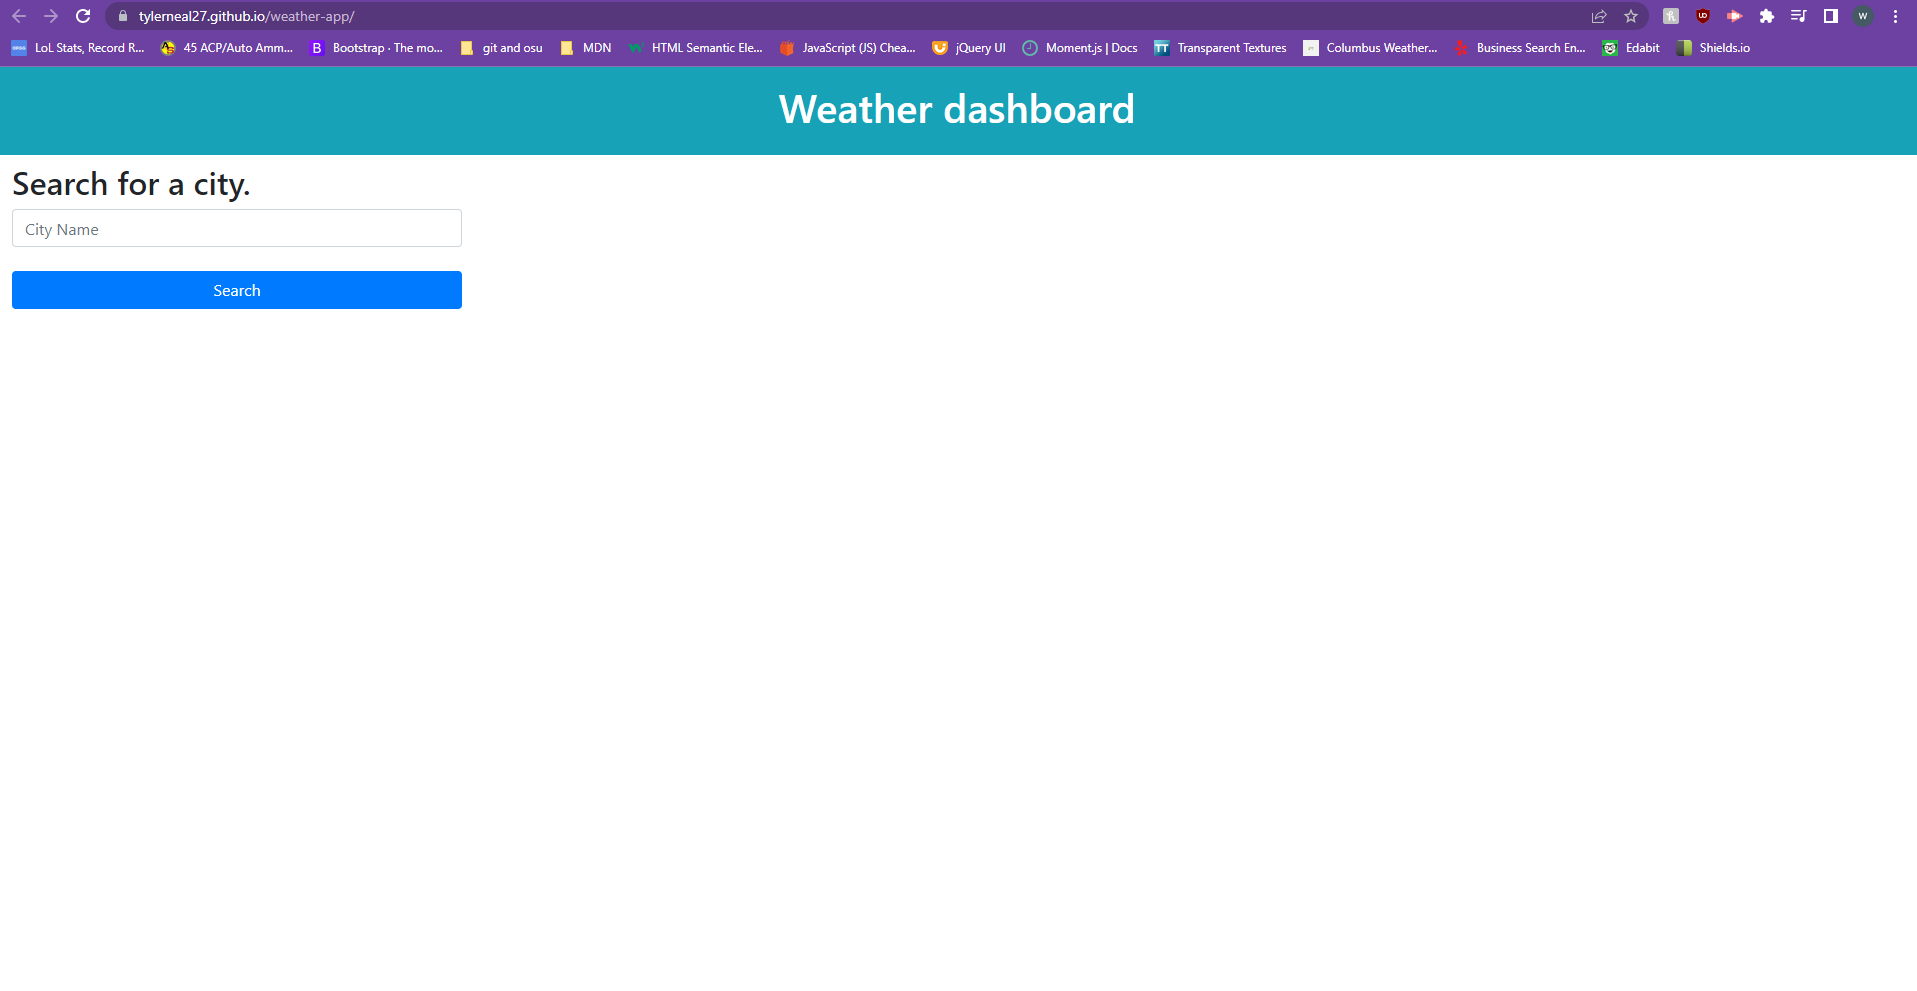 tylerneal27.github.io/weather-app/
LoL Stats, Record R... 45 ACP/Auto Amm... B Bootstrap · The mo... git and osu MDN HTML Semantic Ele... JavaScript (JS) Chea... jQuery UI Moment.js | Docs TT Transparent Textures Columbus Weather... Business Search En... Edabit Shields.io
Weather dashboard
Search for a city.
City Name
Search